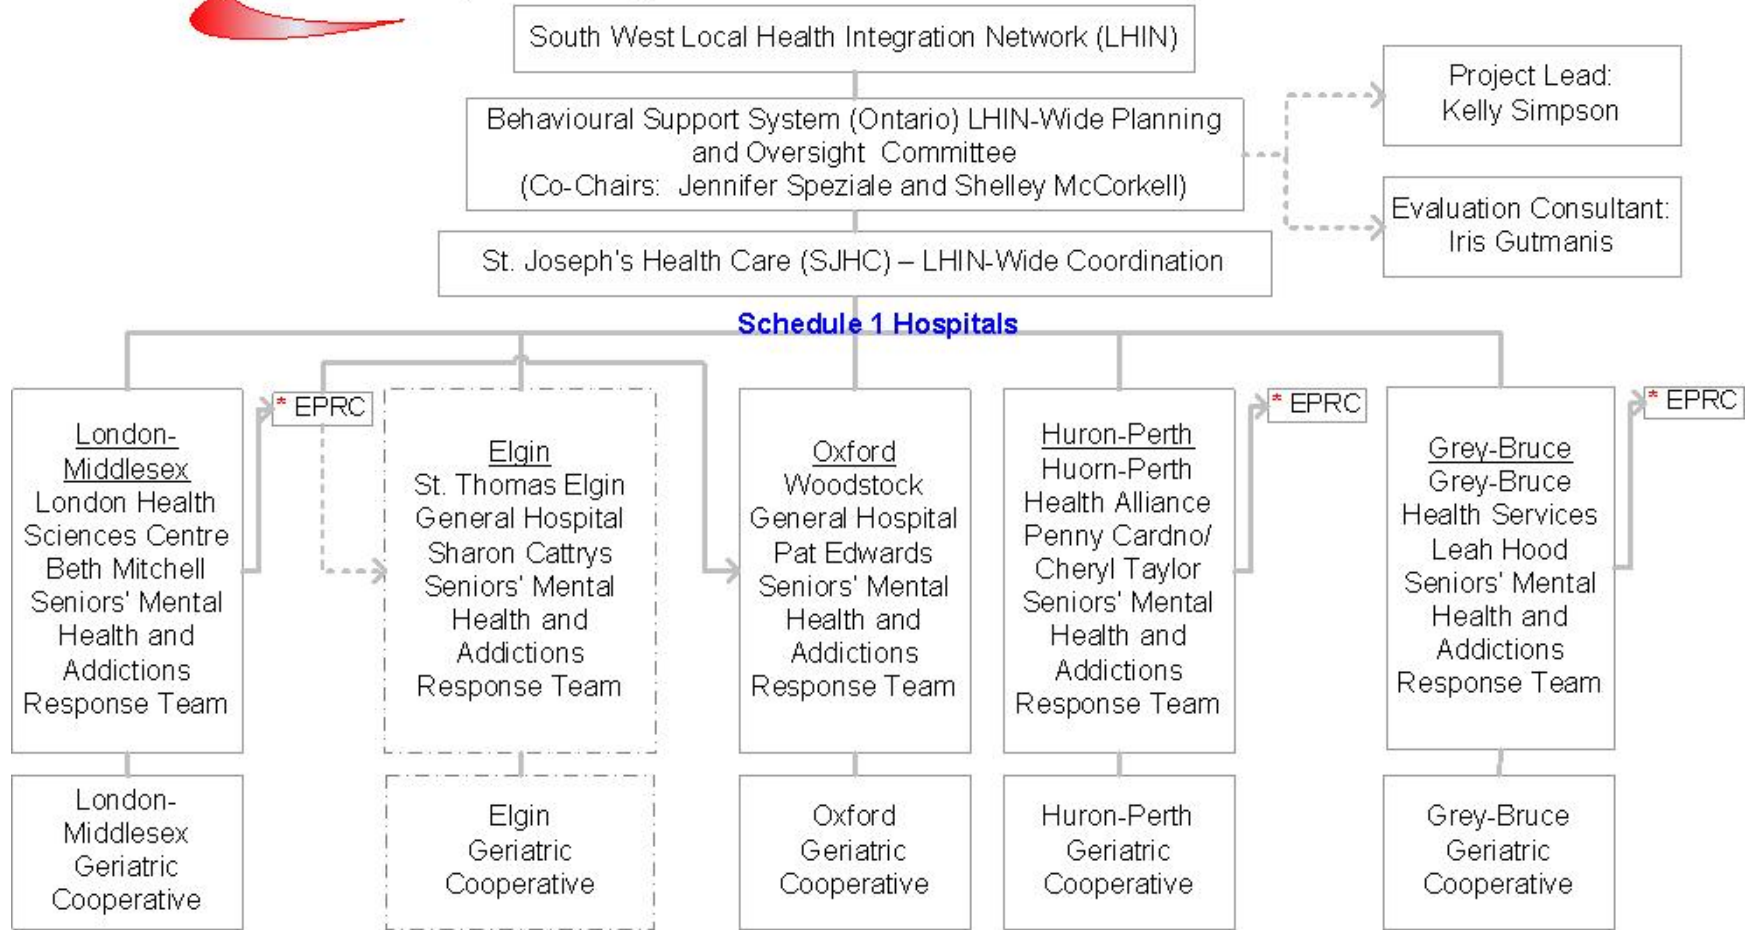 South West Local Health Integration Network (LHIN)
Behavioural Support System (Ontario) LHIN-Wide Planning
and Oversight Committee
(Co-Chairs: Jennifer Speziale and Shelley McCorkell)
Project Lead:
Kelly Simpson
Evaluation Consultant:
Iris Gutmanis
St. Joseph's Health Care (SJHC) – LHIN-Wide Coordination
Schedule 1 Hospitals
London-
Middlesex
London Health
Sciences Centre
Beth Mitchell
Seniors' Mental
Health and
Addictions
Response Team
* EPRC
Elgin
St. Thomas Elgin
General Hospital
Sharon Cattrys
Seniors' Mental
Health and
Addictions
Response Team
Oxford
Woodstock
General Hospital
Pat Edwards
Seniors' Mental
Health and
Addictions
Response Team
Huron-Perth
Huorn-Perth
Health Alliance
Penny Cardno/
Cheryl Taylor
Seniors' Mental
Health and
Addictions
Response Team
* EPRC
Grey-Bruce
Grey-Bruce
Health Services
Leah Hood
Seniors' Mental
Health and
Addictions
Response Team
* EPRC
London-
Middlesex
Geriatric
Cooperative
Elgin
Geriatric
Cooperative
Oxford
Geriatric
Cooperative
Huron-Perth
Geriatric
Cooperative
Grey-Bruce
Geriatric
Cooperative